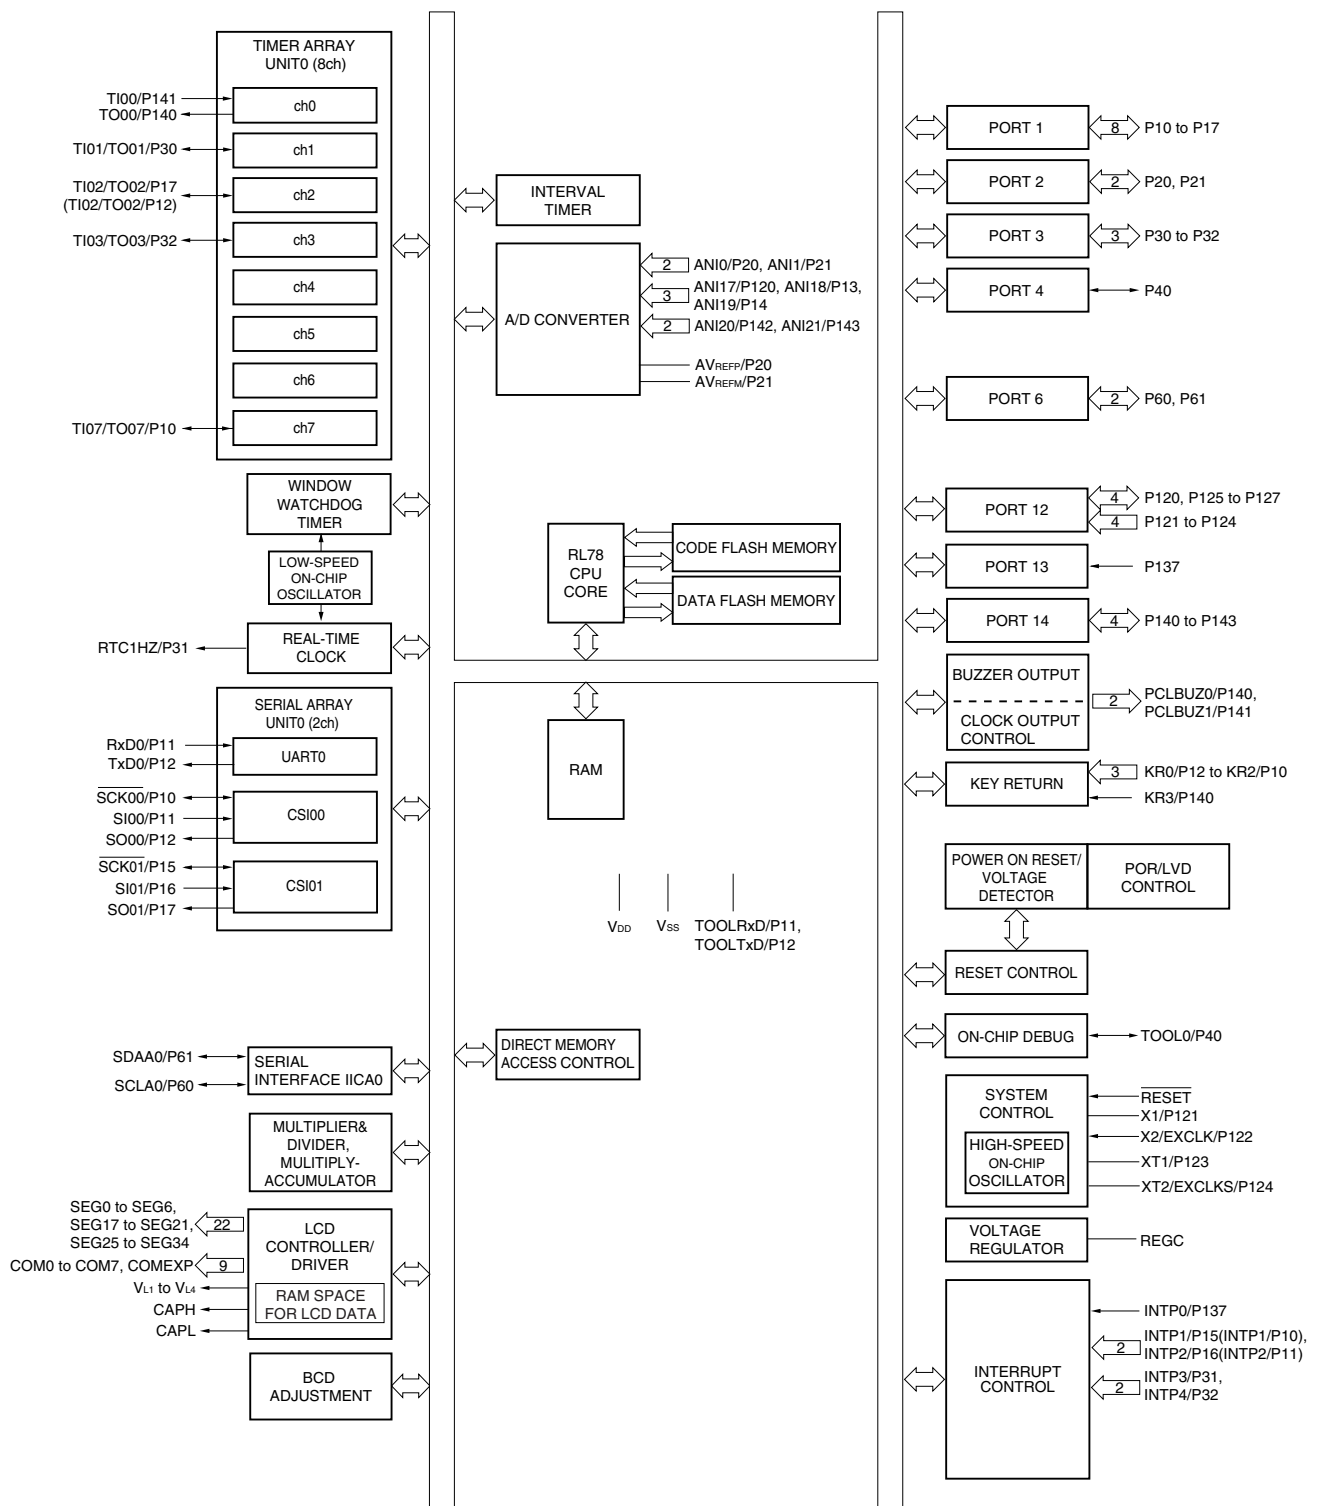 TIMER ARRAY
UNIT0 (8ch)
TI00/P141
TO00/P140
ch0
TI01/TO01/P30
ch1
TI02/TO02/P17
(TI02/TO02/P12)
ch2
TI03/TO03/P32
ch3
ch4
ch5
ch6
TI07/TO07/P10
ch7
WINDOW
WATCHDOG
TIMER
LOW-SPEED
ON-CHIP
OSCILLATOR
RTC1HZ/P31
REAL-TIME
CLOCK
SERIAL ARRAY
UNIT0 (2ch)
RxD0/P11
TxD0/P12
UART0
SCK00/P10
SI00/P11
SO00/P12
CSI00
SCK01/P15
SI01/P16
SO01/P17
CSI01
SDAA0/P61
SCLA0/P60
SERIAL
INTERFACE IICA0
MULTIPLIER&
DIVIDER,
MULITIPLY-
ACCUMULATOR
SEG0 to SEG6,
SEG17 to SEG21,
SEG25 to SEG34
22
COM0 to COM7, COMEXP
9
VL1 to VL4
CAPH
CAPL
LCD
CONTROLLER/
DRIVER
RAM SPACE
FOR LCD DATA
BCD
ADJUSTMENT
INTERVAL
TIMER
A/D CONVERTER
2
ANI0/P20, ANI1/P21
3
ANI17/P120, ANI18/P13,
ANI19/P14
2
ANI20/P142, ANI21/P143
AVREFP/P20
AVREFM/P21
RL78
CPU
CORE
CODE FLASH MEMORY
DATA FLASH MEMORY
RAM
VDD
VSS
TOOLRxD/P11,
TOOLTxD/P12
DIRECT MEMORY
ACCESS CONTROL
PORT 1
8
P10 to P17
PORT 2
2
P20, P21
PORT 3
3
P30 to P32
PORT 4
P40
PORT 6
2
P60, P61
PORT 12
4
P120, P125 to P127
4
P121 to P124
PORT 13
P137
PORT 14
4
P140 to P143
BUZZER OUTPUT
CLOCK OUTPUT
CONTROL
2
PCLBUZ0/P140,
PCLBUZ1/P141
KEY RETURN
3
KR0/P12 to KR2/P10
KR3/P140
POWER ON RESET/
VOLTAGE
DETECTOR
POR/LVD
CONTROL
RESET CONTROL
ON-CHIP DEBUG
TOOL0/P40
SYSTEM
CONTROL
HIGH-SPEED
ON-CHIP
OSCILLATOR
RESET
X1/P121
X2/EXCLK/P122
XT1/P123
XT2/EXCLKS/P124
VOLTAGE
REGULATOR
REGC
INTERRUPT
CONTROL
INTP0/P137
2
INTP1/P15(INTP1/P10),
INTP2/P16(INTP2/P11)
2
INTP3/P31,
INTP4/P32